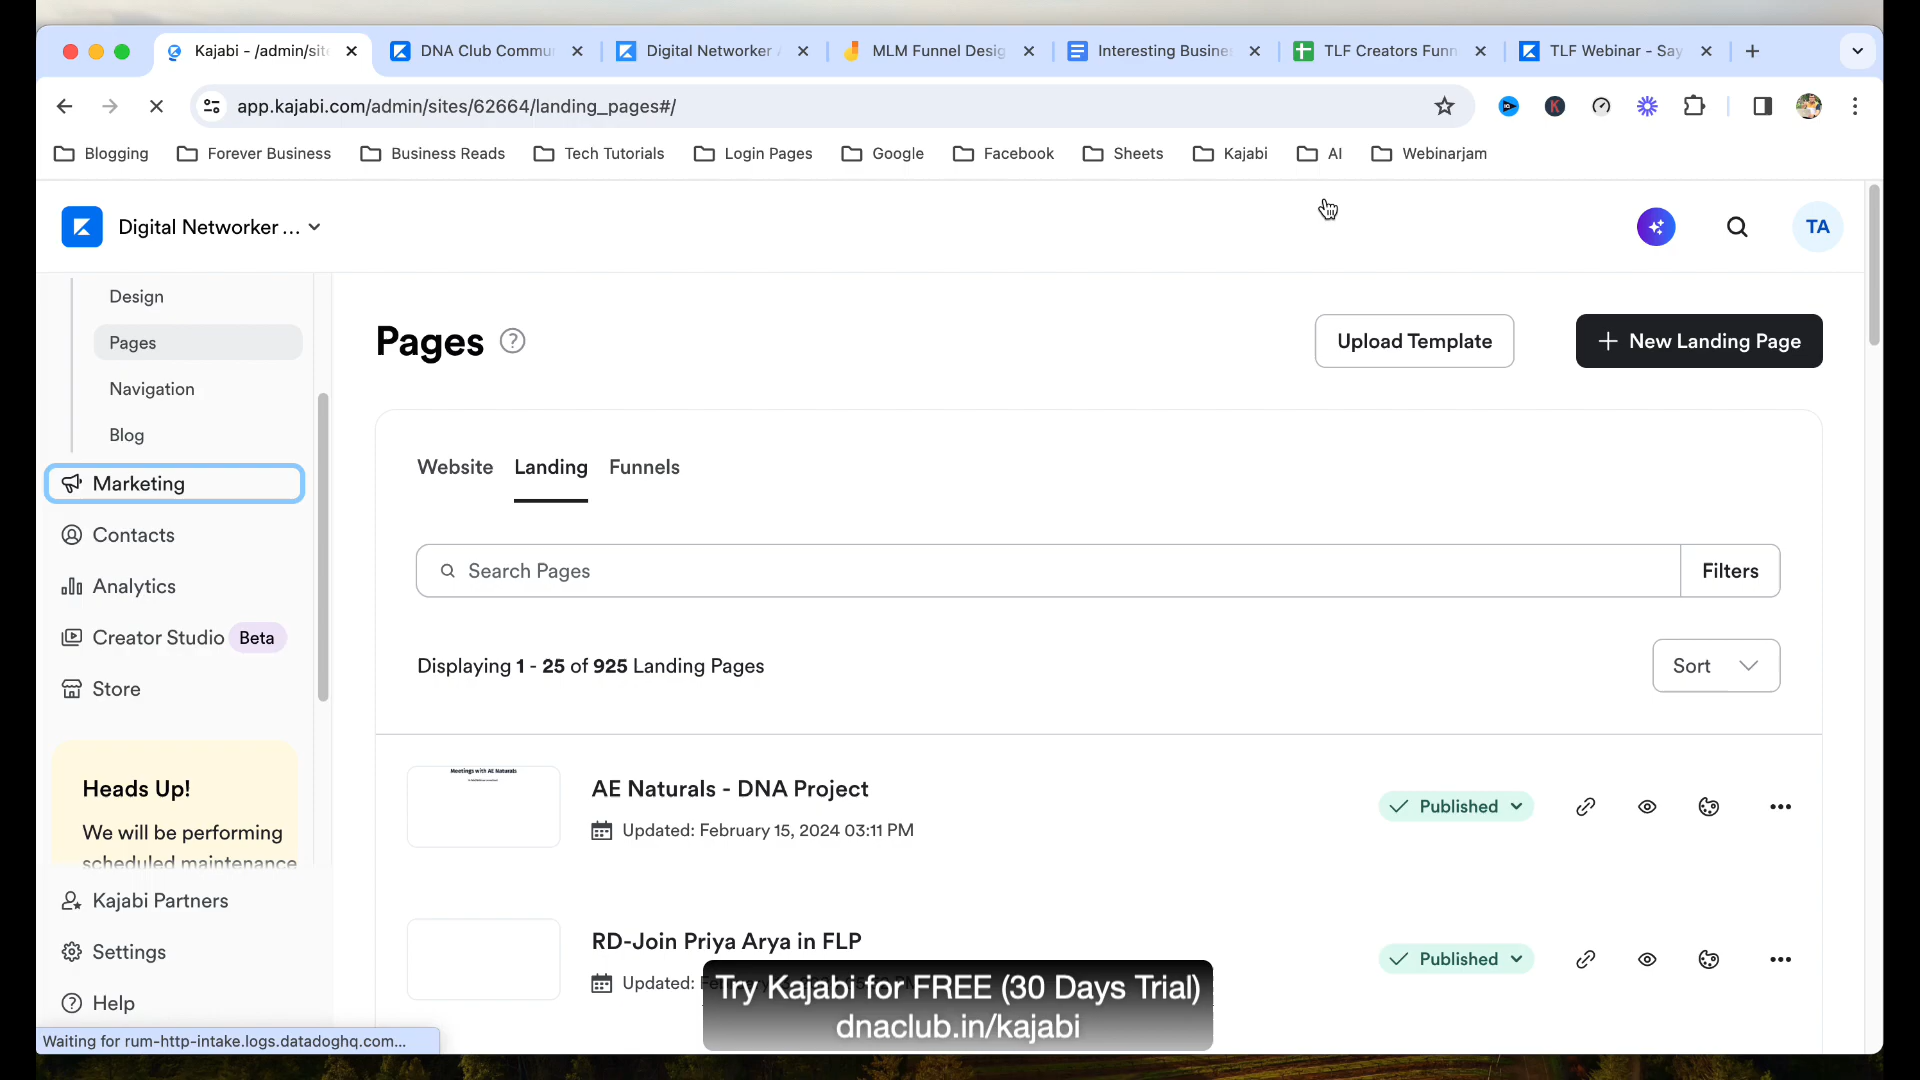 Kajabi - /admin/site
DNA Club Commu
Digital Networker
MLM Funnel Desig
Interesting Busine
TLF Creators Funn
TLF Webinar - Say
app.kajabi.com/admin/sites/62664/landing_pages#/
Blogging
Forever Business
Business Reads
Tech Tutorials
Login Pages
Google
Facebook
Sheets
Kajabi
AI
Webinarjam
Digital Networker ...
TA
Design
Pages
Navigation
Blog
Marketing
Contacts
Analytics
Creator Studio Beta
Store
Heads Up!
We will be performing
scheduled maintenance
Kajabi Partners
Settings
Help
Waiting for rum-http-intake.logs.datadoghq.com...
Pages
Upload Template
New Landing Page
Website Landing Funnels
Search Pages
Filters
Displaying 1 - 25 of 925 Landing Pages
Sort
Meetings with AE Naturals
AE Naturals - DNA Project
Updated: February 15, 2024 03:11 PM
Published
RD-Join Priya Arya in FLP
Updated:
Published
Try Kajabi for FREE (30 Days Trial)
dnaclub.in/kajabi